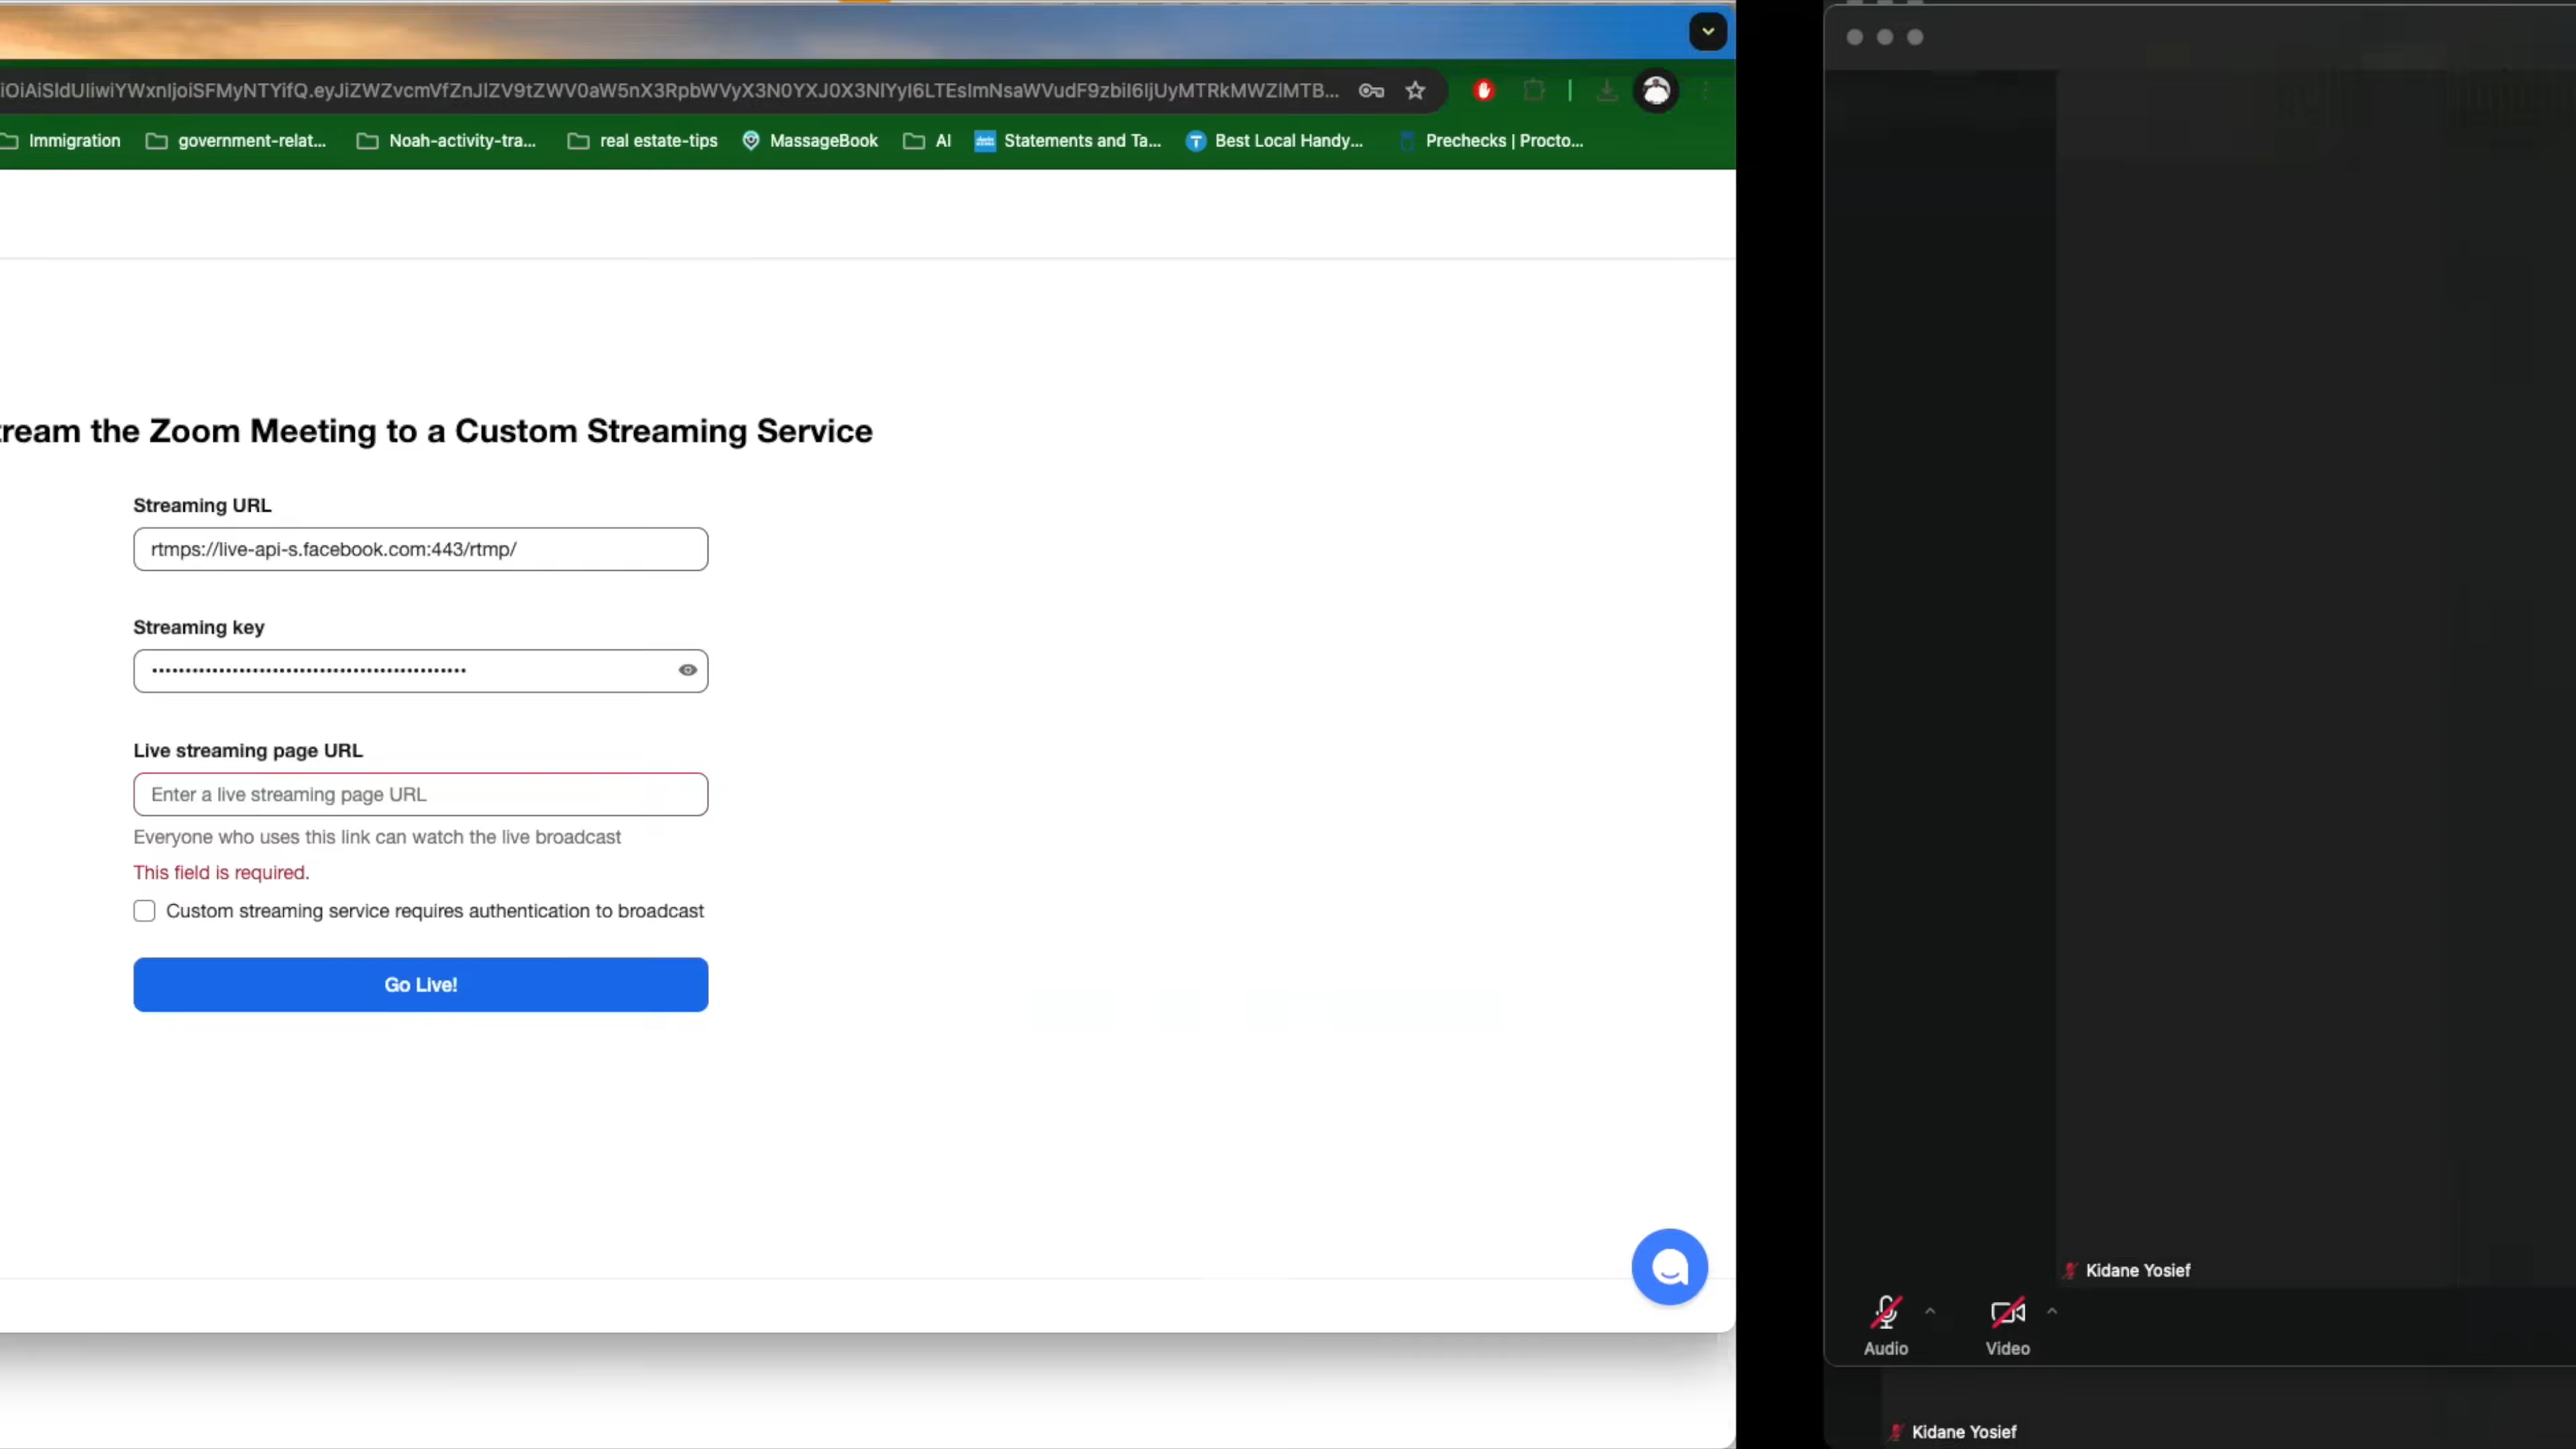 iOiAiSldUIiwiYWxnIjoiSFMyNTYifQ.eyJiZWZvcmVfZnJlZV9tZWV0aW5nX3RpbWVyX3N0YXJ0X3NlYyI6LTEsImNsaWVudF9zbiI6IjUyMTRkMWZlMTB...
Immigration government-relat... Noah-activity-tra... real estate-tips MassageBook AI Statements and Ta... Best Local Handy... Prechecks | Procto...
tream the Zoom Meeting to a Custom Streaming Service
Streaming URL
rtmps://live-api-s.facebook.com:443/rtmp/
Streaming key
Live streaming page URL
Enter a live streaming page URL
Everyone who uses this link can watch the live broadcast
This field is required.
Custom streaming service requires authentication to broadcast
Go Live!
Kidane Yosief
Audio Video
Kidane Yosief